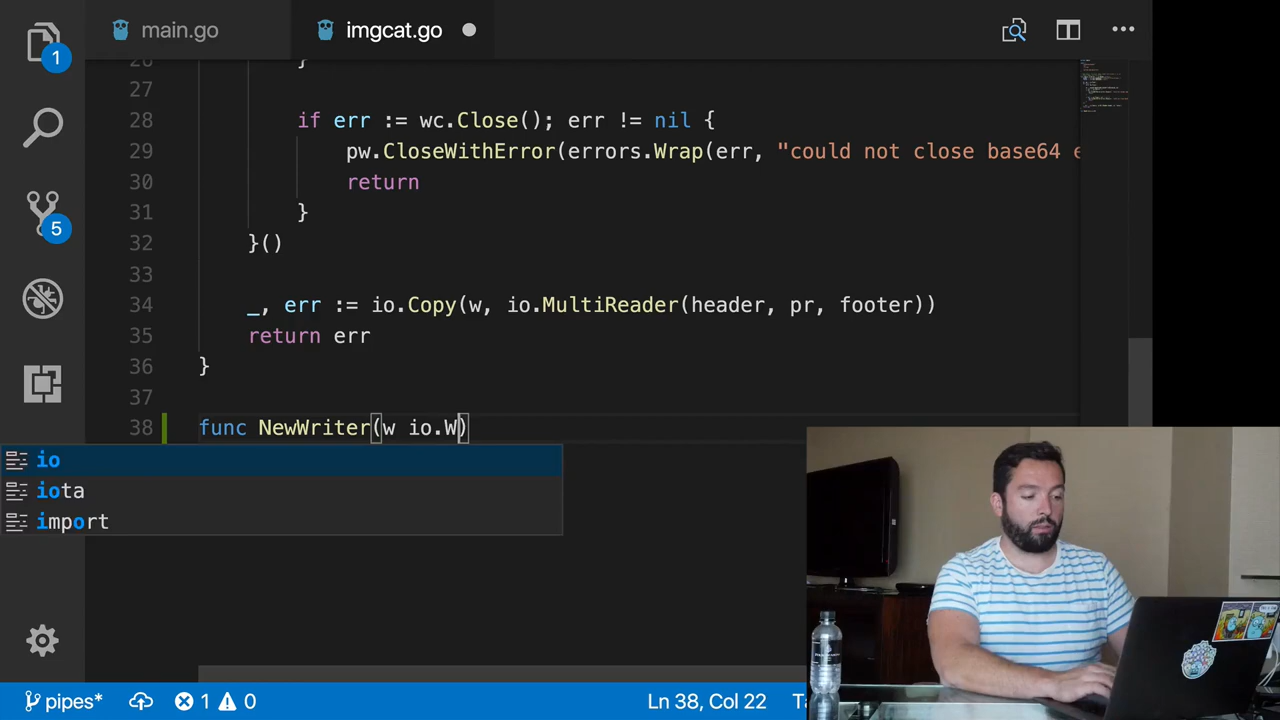 main.go
imgcat.go
1
26 }
27
28 if err := wc.Close(); err != nil {
29 pw.CloseWithError(errors.Wrap(err, "could not close base64 e
30 return
31 }
32 }()
33
34 _, err := io.Copy(w, io.MultiReader(header, pr, footer))
35 return err
36 }
37
38 func NewWriter(w io.W)
io
iota
import
5
pipes* 1 0 Ln 38, Col 22 Ta